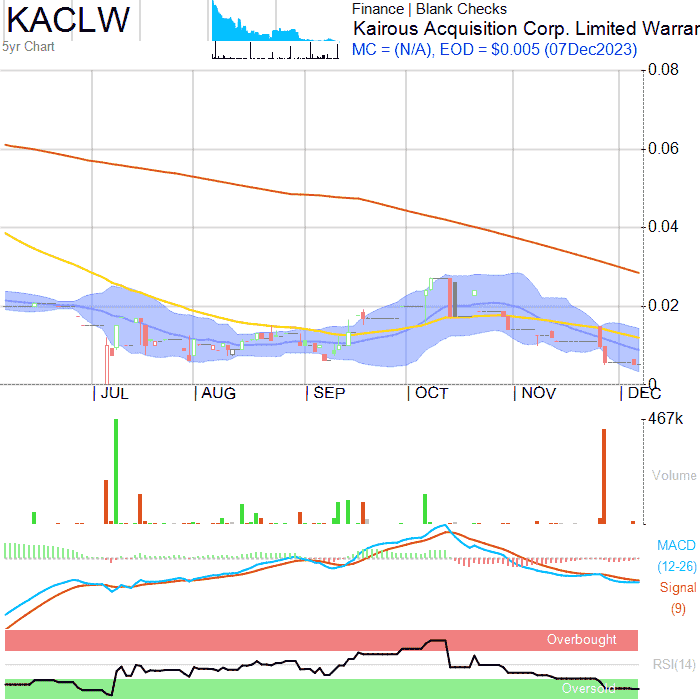 KACLW
5yr Chart
Finance | Blank Checks
Kairous Acquisition Corp. Limited Warran
MC = (N/A), EOD = $0.005 (07Dec2023)
0.08
0.06
0.04
0.02
0
JUL AUG SEP OCT NOV DEC
467k
Volume
MACD
(12-26)
Signal
(9)
Overbought
RSI(14)
Oversold